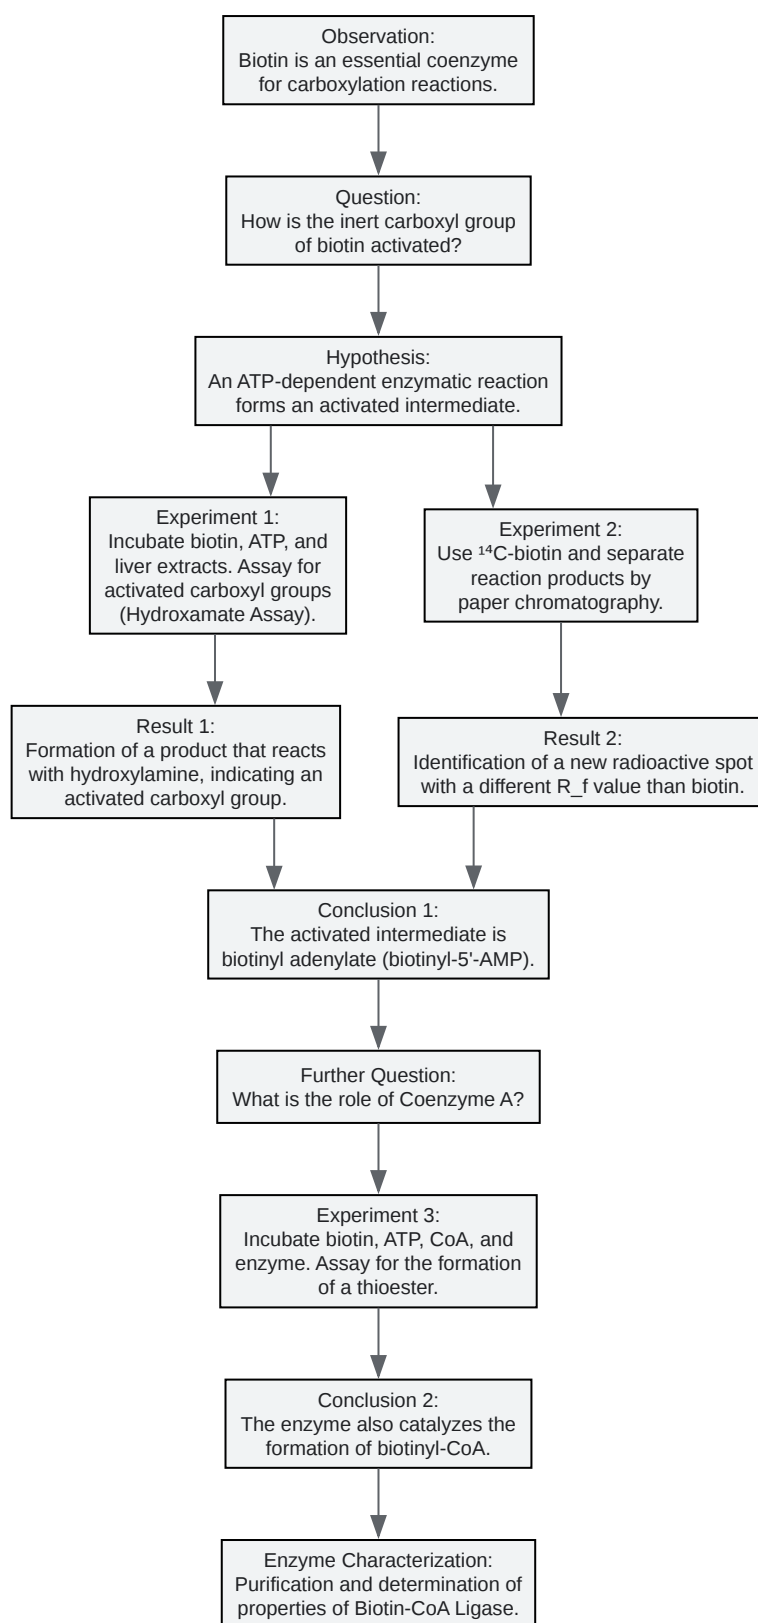 Observation:
Biotin is an essential coenzyme
for carboxylation reactions.
Question:
How is the inert carboxyl group
of biotin activated?
Hypothesis:
An ATP-dependent enzymatic reaction
forms an activated intermediate.
Experiment 1:
Incubate biotin, ATP, and
liver extracts. Assay for
activated carboxyl groups
(Hydroxamate Assay).
Experiment 2:
Use ¹⁴C-biotin and separate
reaction products by
paper chromatography.
Result 1:
Formation of a product that reacts
with hydroxylamine, indicating an
activated carboxyl group.
Result 2:
Identification of a new radioactive spot
with a different R_f value than biotin.
Conclusion 1:
The activated intermediate is
biotinyl adenylate (biotinyl-5'-AMP).
Further Question:
What is the role of Coenzyme A?
Experiment 3:
Incubate biotin, ATP, CoA, and
enzyme. Assay for the formation
of a thioester.
Conclusion 2:
The enzyme also catalyzes the
formation of biotinyl-CoA.
Enzyme Characterization:
Purification and determination of
properties of Biotin-CoA Ligase.